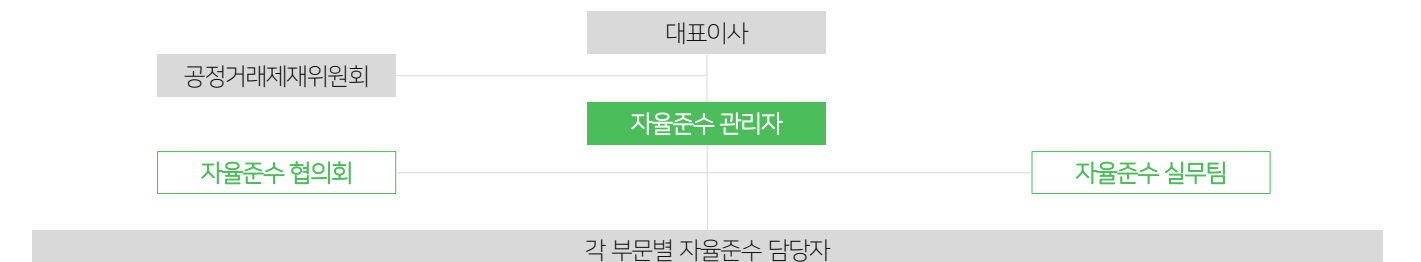 대표이사
공정거래제재위원회
자율준수 관리자
자율준수 협의회
자율준수 실무팀
각 부문별 자율준수 담당자